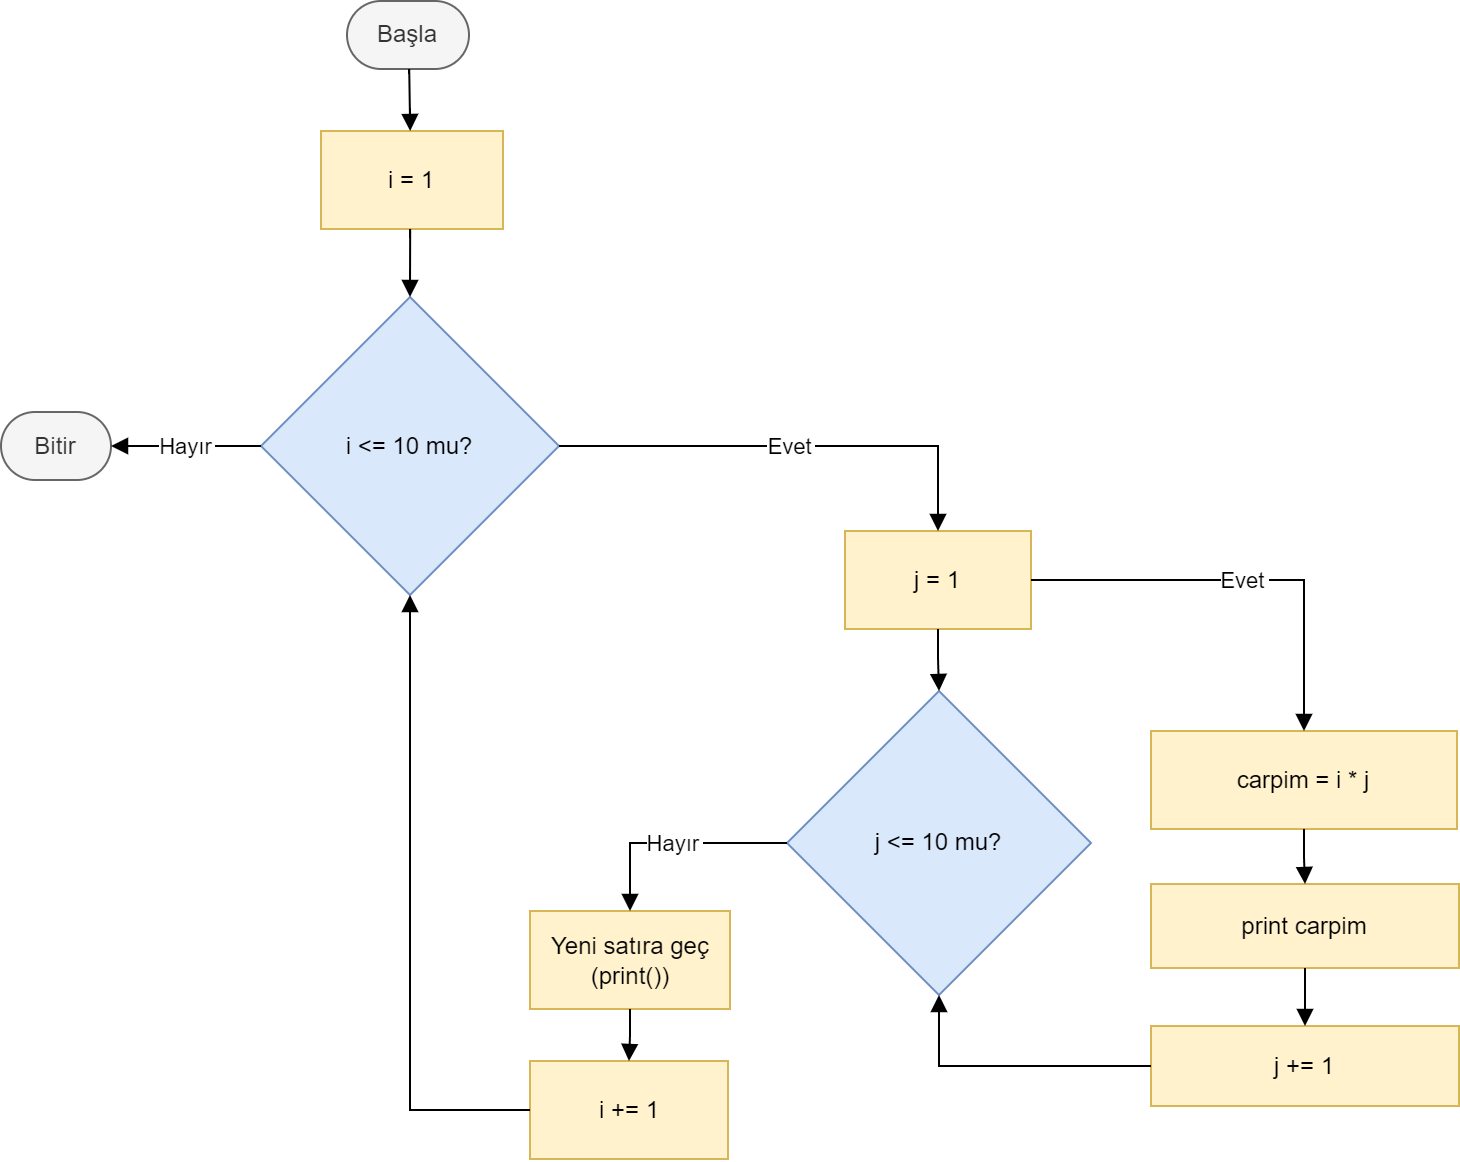 Başla
i = 1
i <= 10 mu?
Hayır
Bitir
Evet
j = 1
Evet
j <= 10 mu?
Hayır
carpim = i * j
print carpim
j += 1
Yeni satıra geç
(print())
i += 1